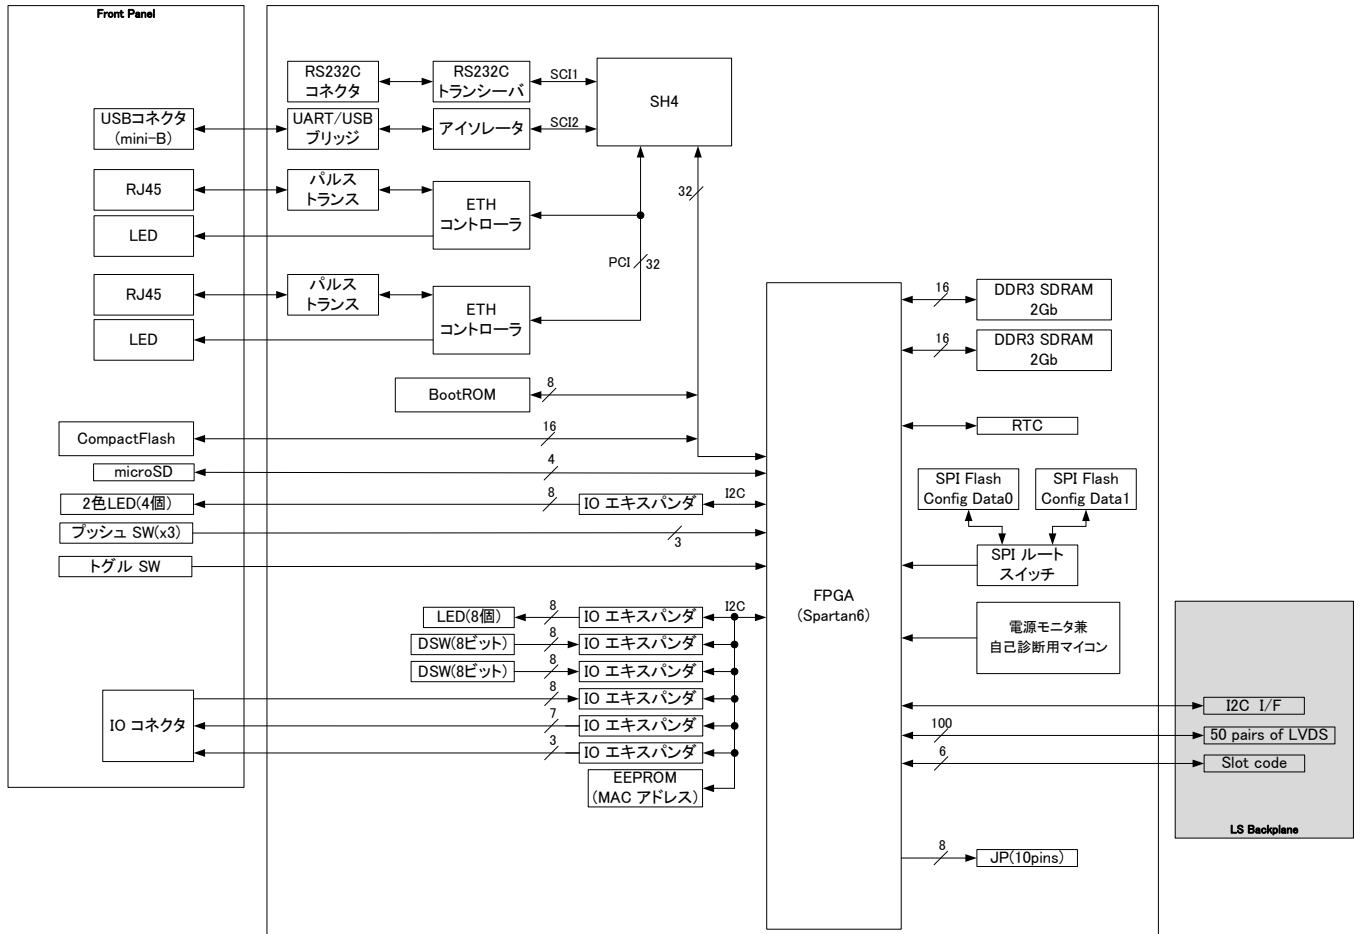 Front Panel
RS232C
コネクタ
RS232C
トランシーバ
SCI1
SH4
USBコネクタ
(mini-B)
UART/USB
ブリッジ
アイソレータ
SCI2
RJ45
パルス
トランス
ETH
コントローラ
32
LED
PCI
32
RJ45
パルス
トランス
ETH
コントローラ
LED
16
DDR3 SDRAM
2Gb
16
DDR3 SDRAM
2Gb
BootROM
8
CompactFlash
16
RTC
microSD
4
2色LED(4個)
8
IO エキスパンダ
I2C
SPI Flash
Config Data0
SPI Flash
Config Data1
プッシュ SW(x3)
3
トグル SW
SPI ルート
スイッチ
FPGA
(Spartan6)
LED(8個)
8
IO エキスパンダ
I2C
電源モニタ兼
自己診断用マイコン
DSW(8ビット)
8
IO エキスパンダ
DSW(8ビット)
8
IO エキスパンダ
8
IO エキスパンダ
IO コネクタ
7
IO エキスパンダ
3
IO エキスパンダ
EEPROM
(MAC アドレス)
I2C I/F
100
50 pairs of LVDS
6
Slot code
LS Backplane
8
JP(10pins)